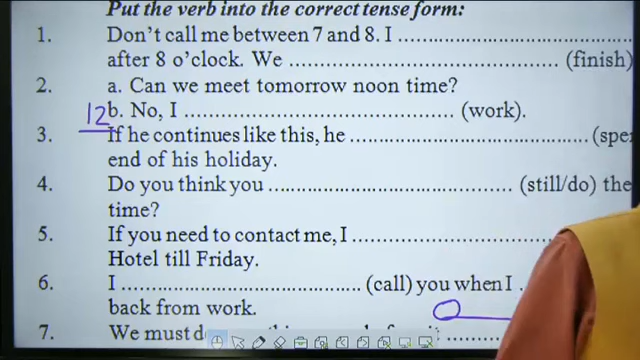 Put the verb into the correct tense form:
1. Don't call me between 7 and 8. I ..........................................
after 8 o'clock. We ................................................ (finish)
2. a. Can we meet tomorrow noon time?
12 b. No, I ................................................ (work).
3. If he continues like this, he ..........................................
end of his holiday.
4. Do you think you ........................................... (still/do) the
time?
5. If you need to contact me, I ....................................
Hotel till Friday.
6. I .......................................... (call) you when I ..
back from work.
7. We must